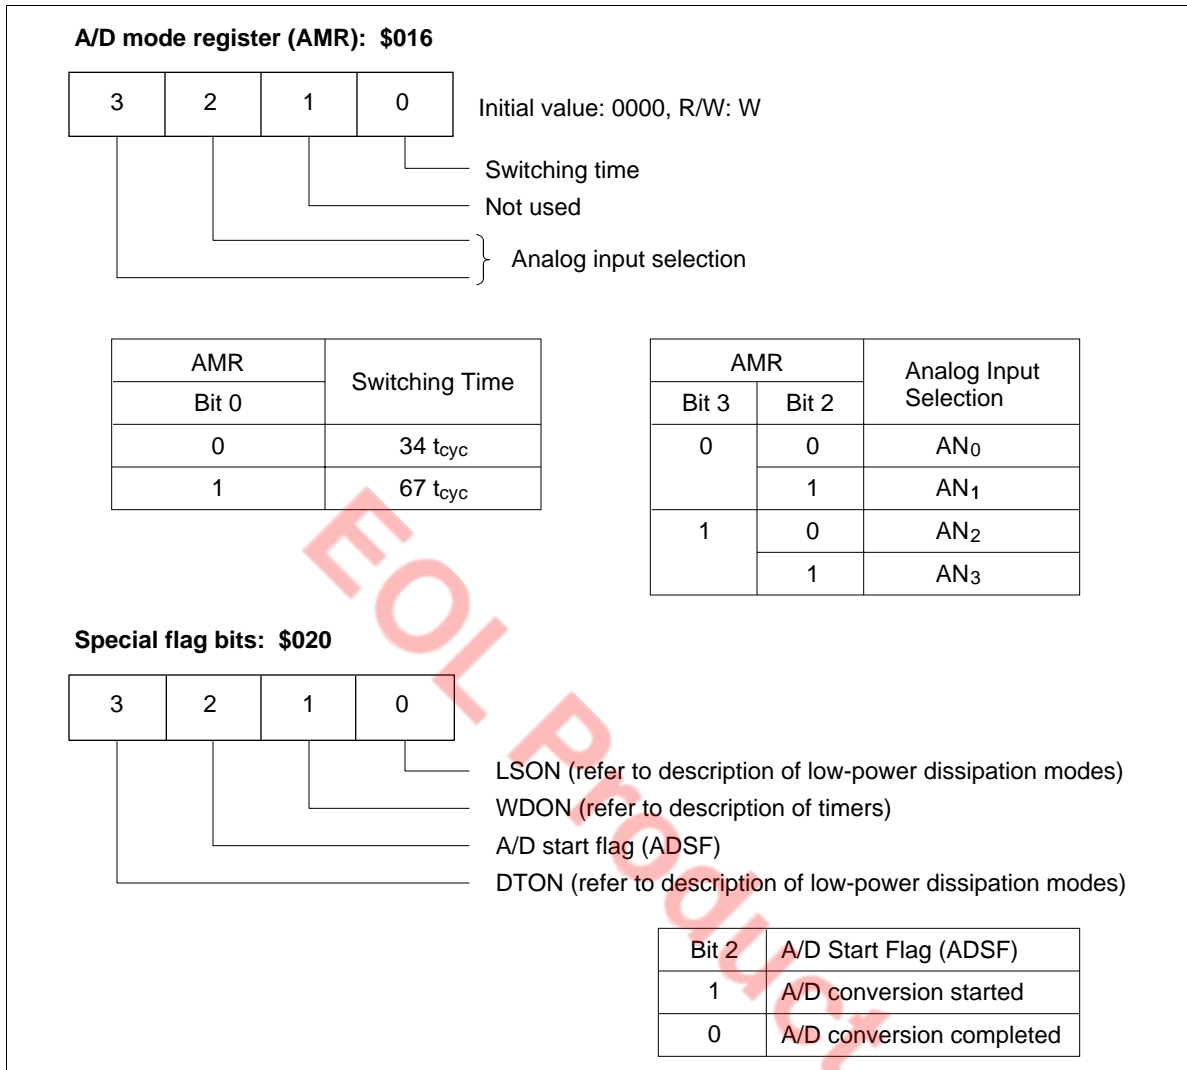 A/D mode register (AMR): $016
3 2 1 0
Initial value: 0000, R/W: W
Switching time
Not used
Analog input selection
AMR Switching Time
Bit 0
0 34 tcyc
1 67 tcyc
AMR Analog Input Selection
Bit 3 Bit 2
0 0 AN0
1 AN1
1 0 AN2
1 AN3
Special flag bits: $020
3 2 1 0
LSON (refer to description of low-power dissipation modes)
WDON (refer to description of timers)
A/D start flag (ADSF)
DTON (refer to description of low-power dissipation modes)
Bit 2 A/D Start Flag (ADSF)
1 A/D conversion started
0 A/D conversion completed
EOL Product